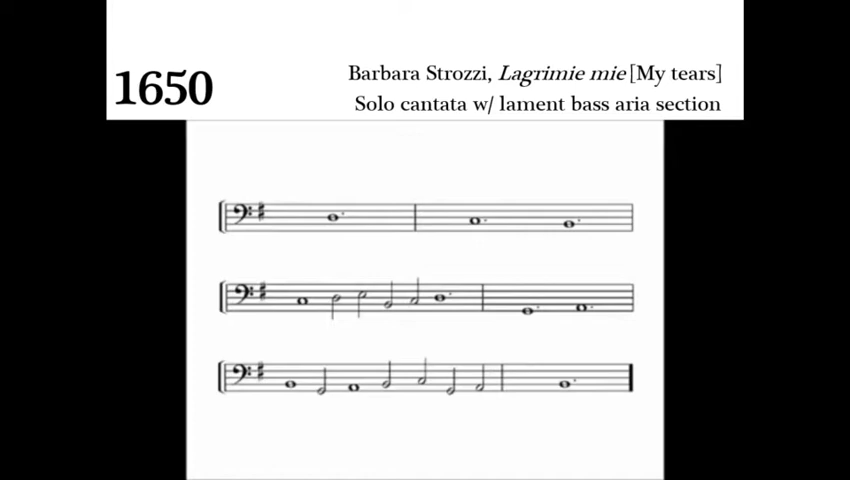 1650
Barbara Strozzi, Lagrimie mie [My tears]
Solo cantata w/ lament bass aria section